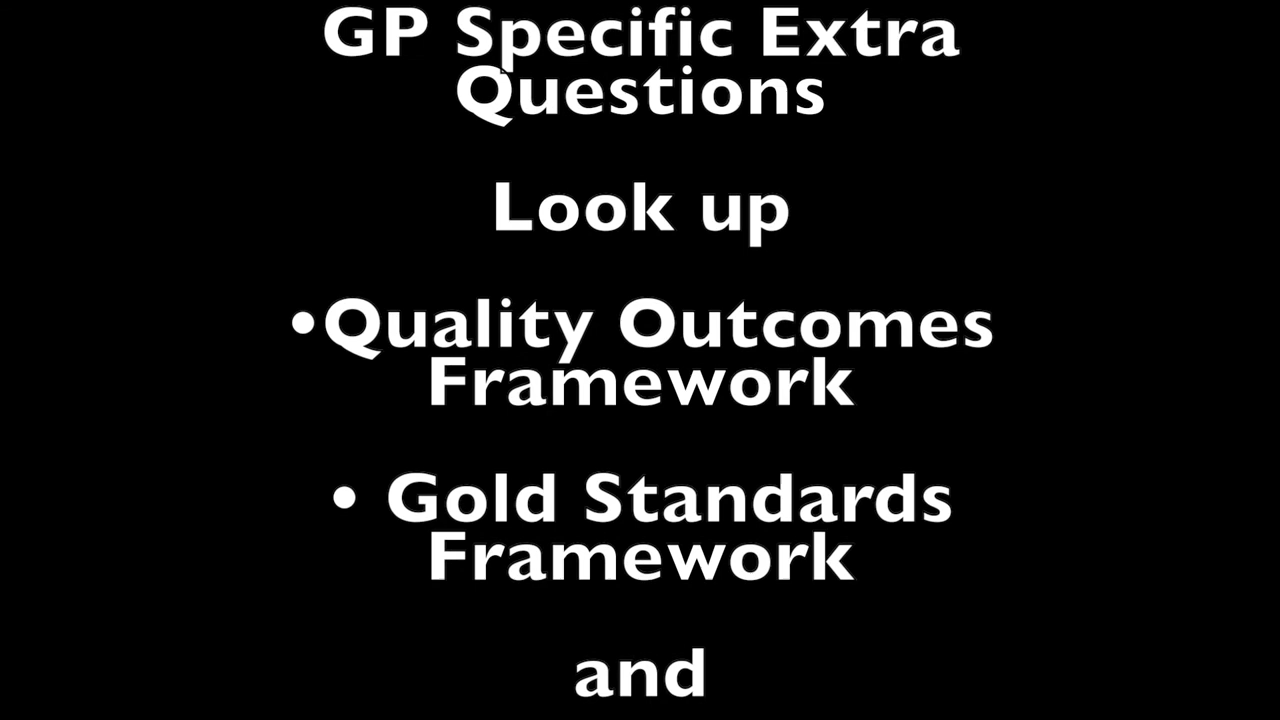 GP Specific Extra
Questions
Look up
•Quality Outcomes
Framework
• Gold Standards
Framework
and